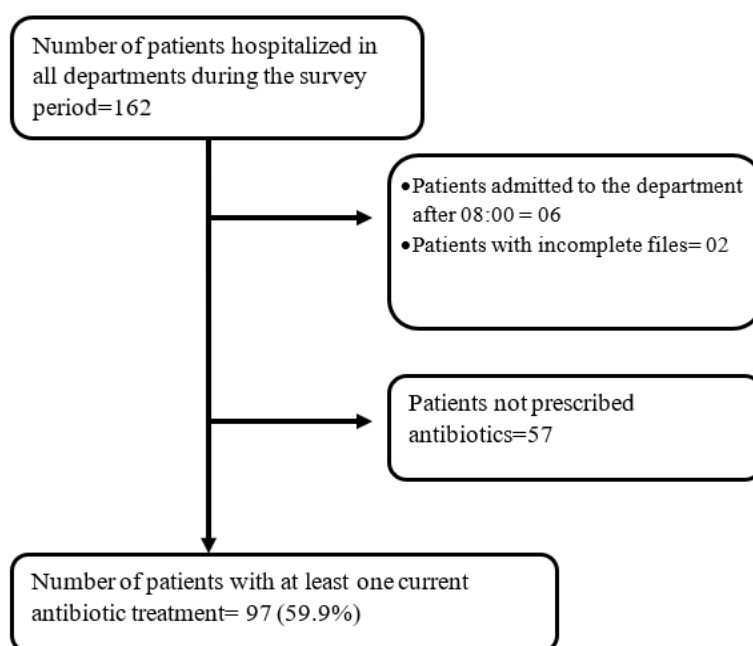 Number of patients hospitalized in
all departments during the survey
period=162
•Patients admitted to the department
after 08:00 = 06
•Patients with incomplete files= 02
Patients not prescribed
antibiotics=57
Number of patients with at least one current
antibiotic treatment= 97 (59.9%)